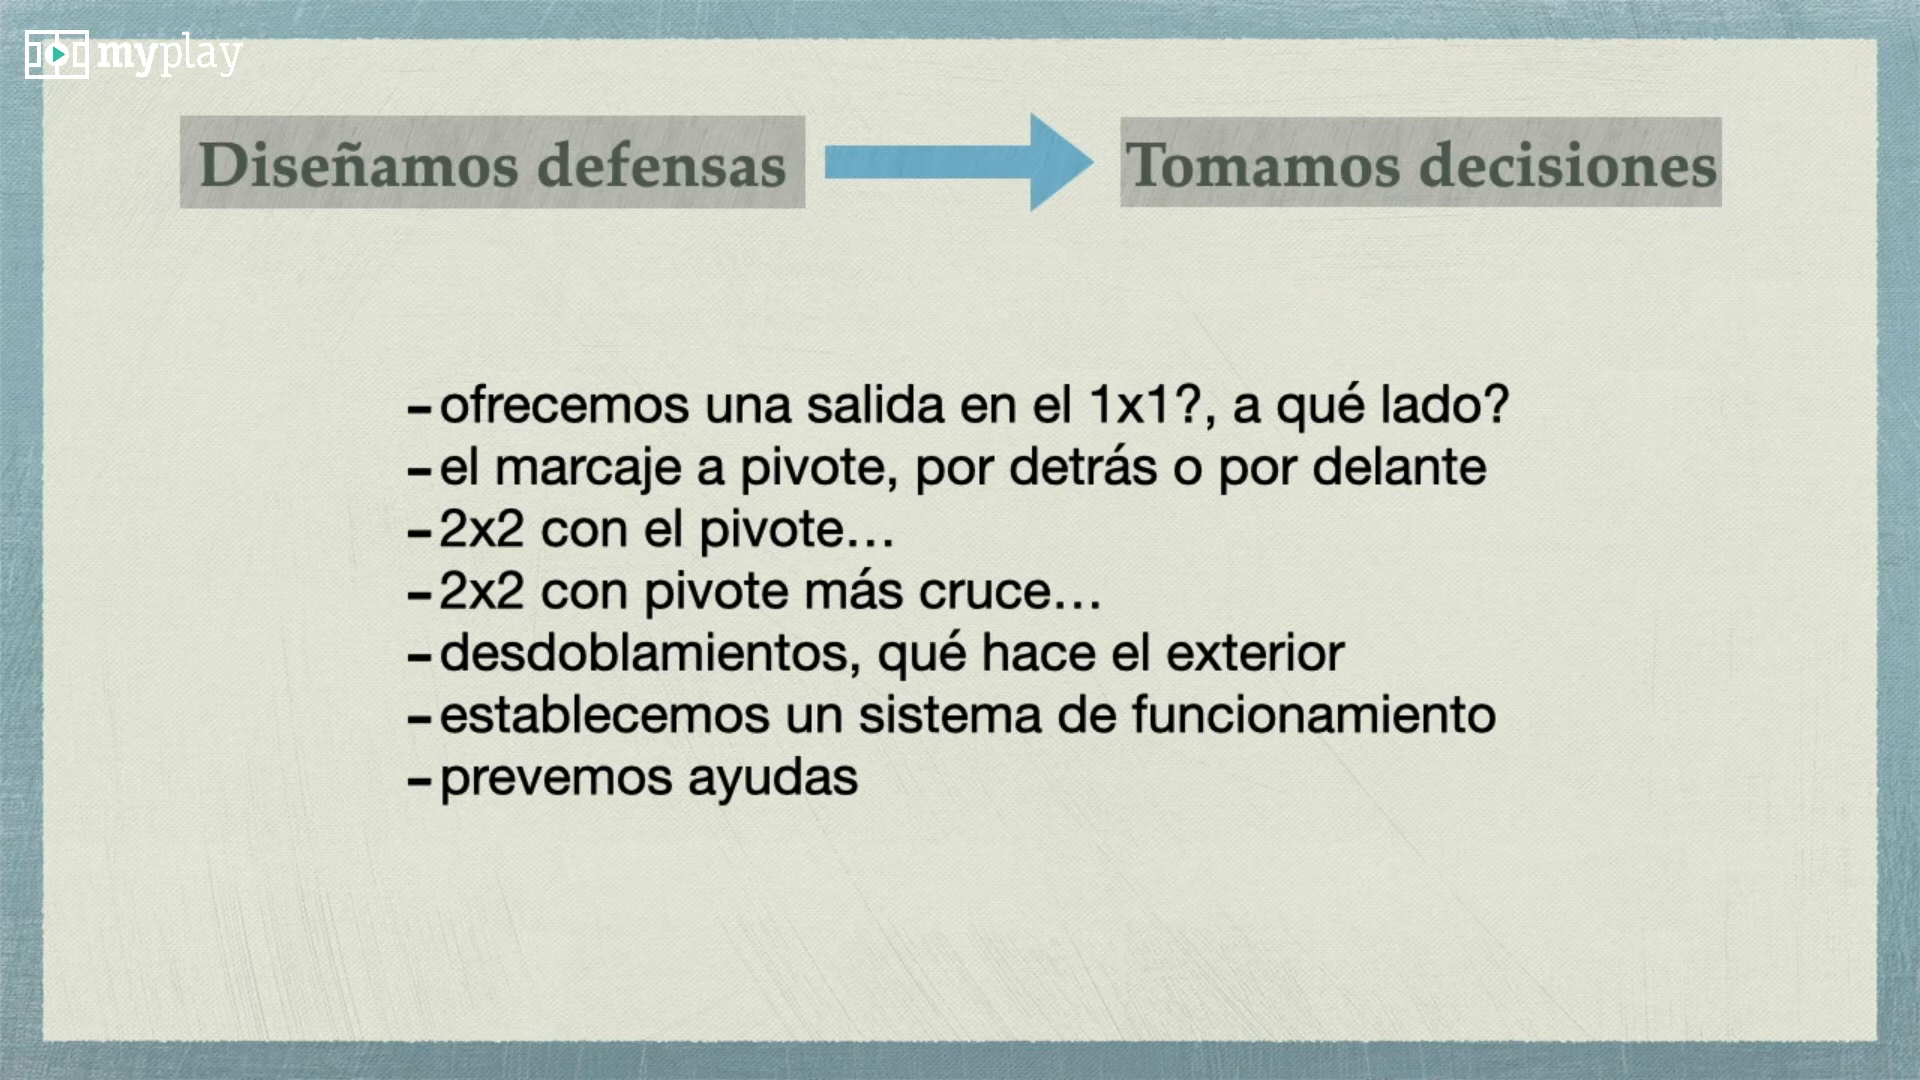 myplay
Diseñamos defensas
Tomamos decisiones
-ofrecemos una salida en el 1x1?, a qué lado?
-el marcaje a pivote, por detrás o por delante
-2x2 con el pivote…
-2x2 con pivote más cruce…
-desdoblamientos, qué hace el exterior
-establecemos un sistema de funcionamiento
-prevemos ayudas